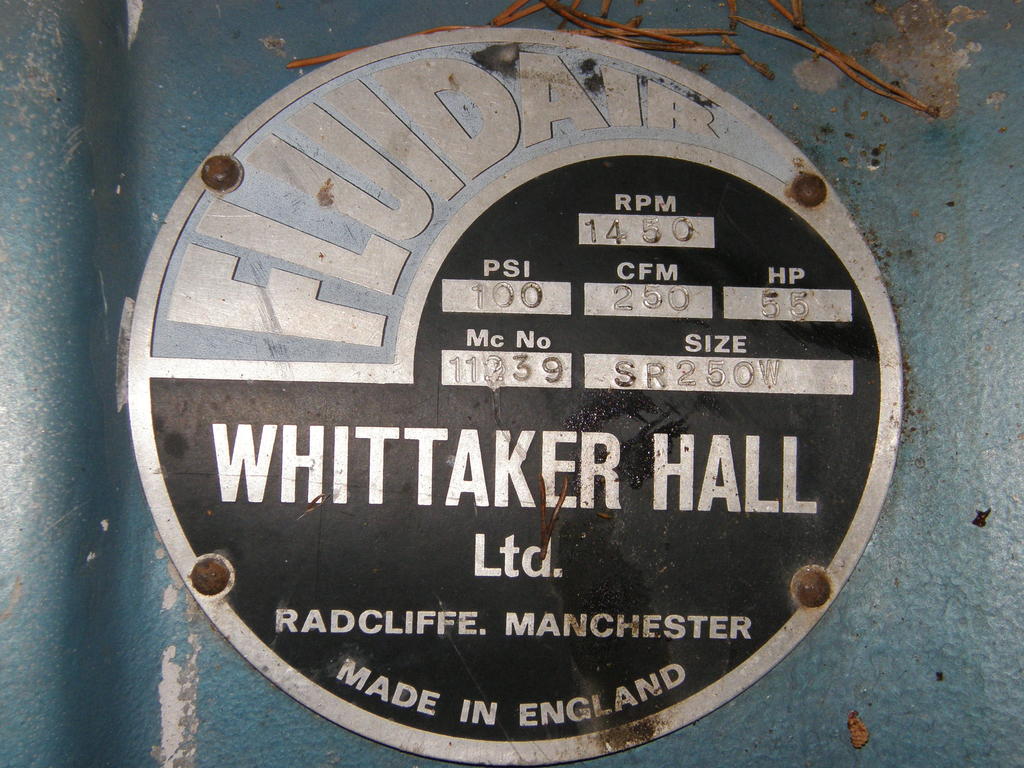 FLUDAIR
RPM
1450
PSI CFM HP
100 250 55
Mc No SIZE
11239 SR250W
WHITTAKER HALL
Ltd.
RADCLIFFE. MANCHESTER
MADE IN ENGLAND